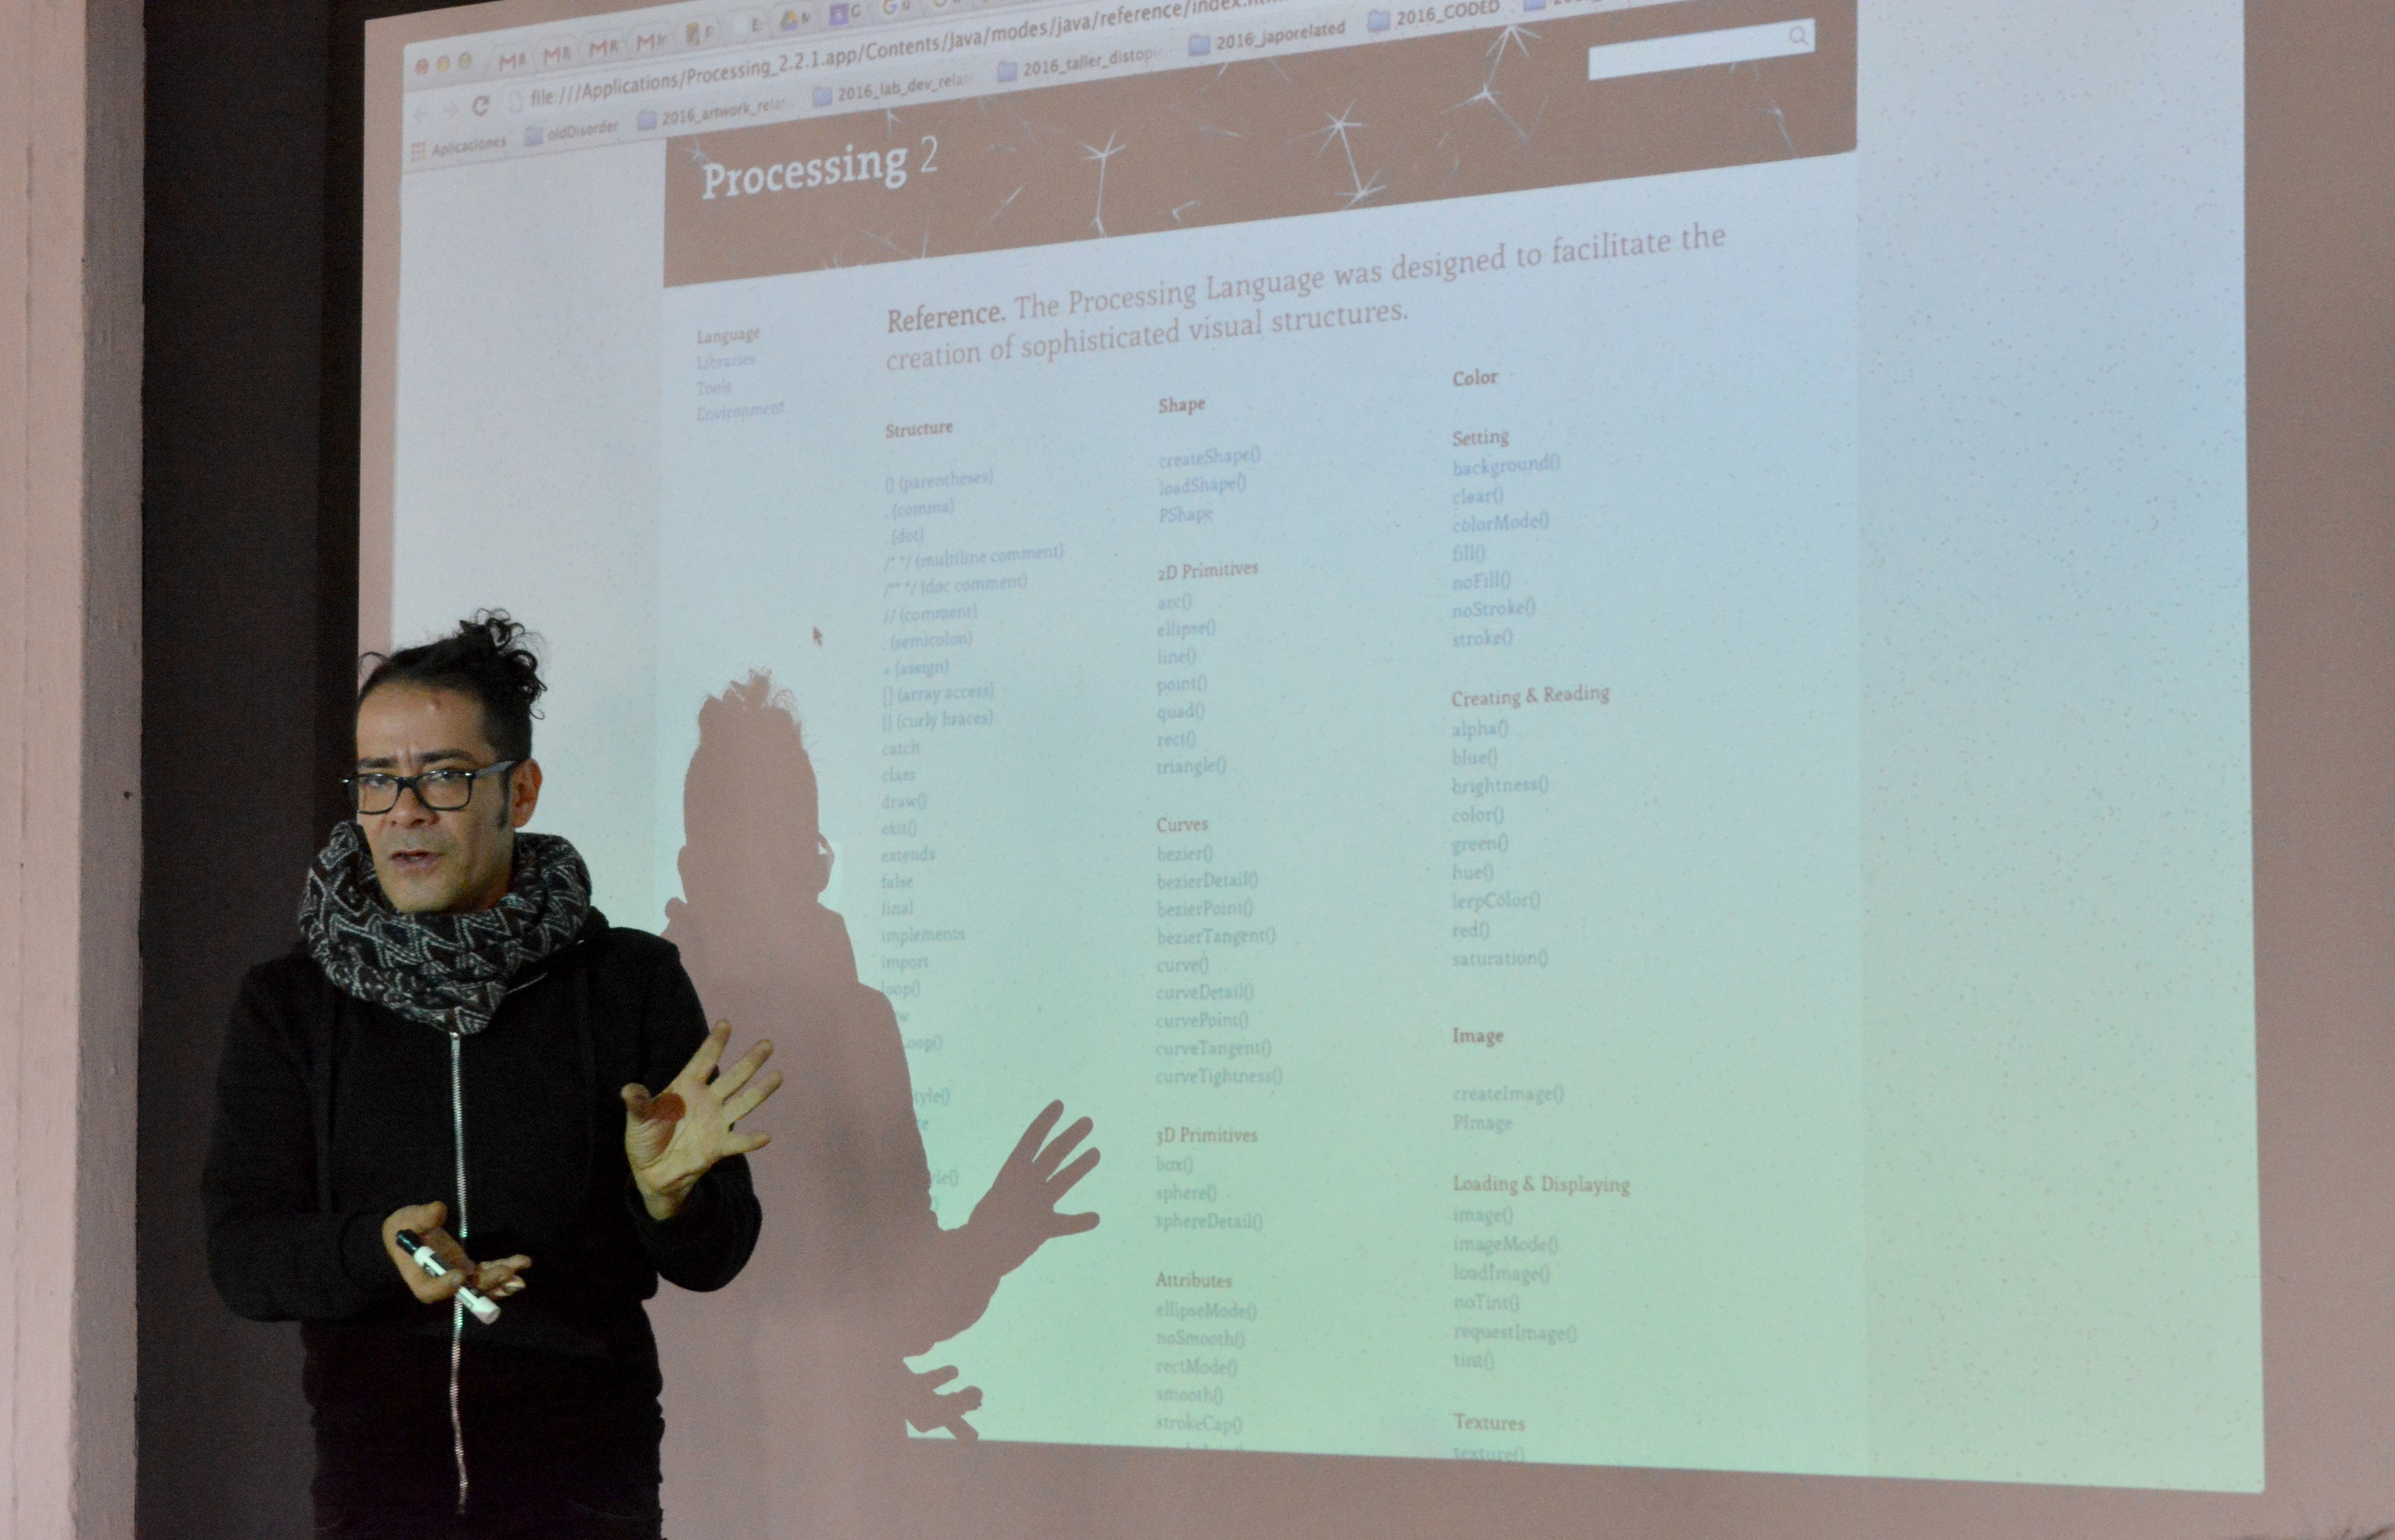 file:///Applications/Processing_2.2.1.app/Contents/Java/modes/java/reference/index.
Aplicaciones oldDisorder 2016_artwork_relat 2016_lab_dev_relat 2016_taller_distopi 2016_japorelated 2016_CODED
Processing 2
Reference. The Processing Language was designed to facilitate the
creation of sophisticated visual structures.
Language
Libraries
Tools
Environment
Structure
() (parentheses)
, (comma)
. (dot)
/* */ (multiline comment)
/** */ (doc comment)
// (comment)
; (semicolon)
= (assign)
[] (array access)
{} (curly braces)
catch
class
draw()
exit()
extends
false
final
implements
import
loop()
Shape
createShape()
loadShape()
PShape
2D Primitives
arc()
ellipse()
line()
point()
quad()
rect()
triangle()
Curves
bezier()
bezierDetail()
bezierPoint()
bezierTangent()
curve()
curveDetail()
curvePoint()
curveTangent()
curveTightness()
3D Primitives
box()
sphere()
sphereDetail()
Attributes
ellipseMode()
noSmooth()
rectMode()
smooth()
strokeCap()
Color
Setting
background()
clear()
colorMode()
fill()
noFill()
noStroke()
stroke()
Creating & Reading
alpha()
blue()
brightness()
color()
green()
hue()
lerpColor()
red()
saturation()
Image
createImage()
PImage
Loading & Displaying
image()
imageMode()
loadImage()
noTint()
requestImage()
tint()
Textures
texture()